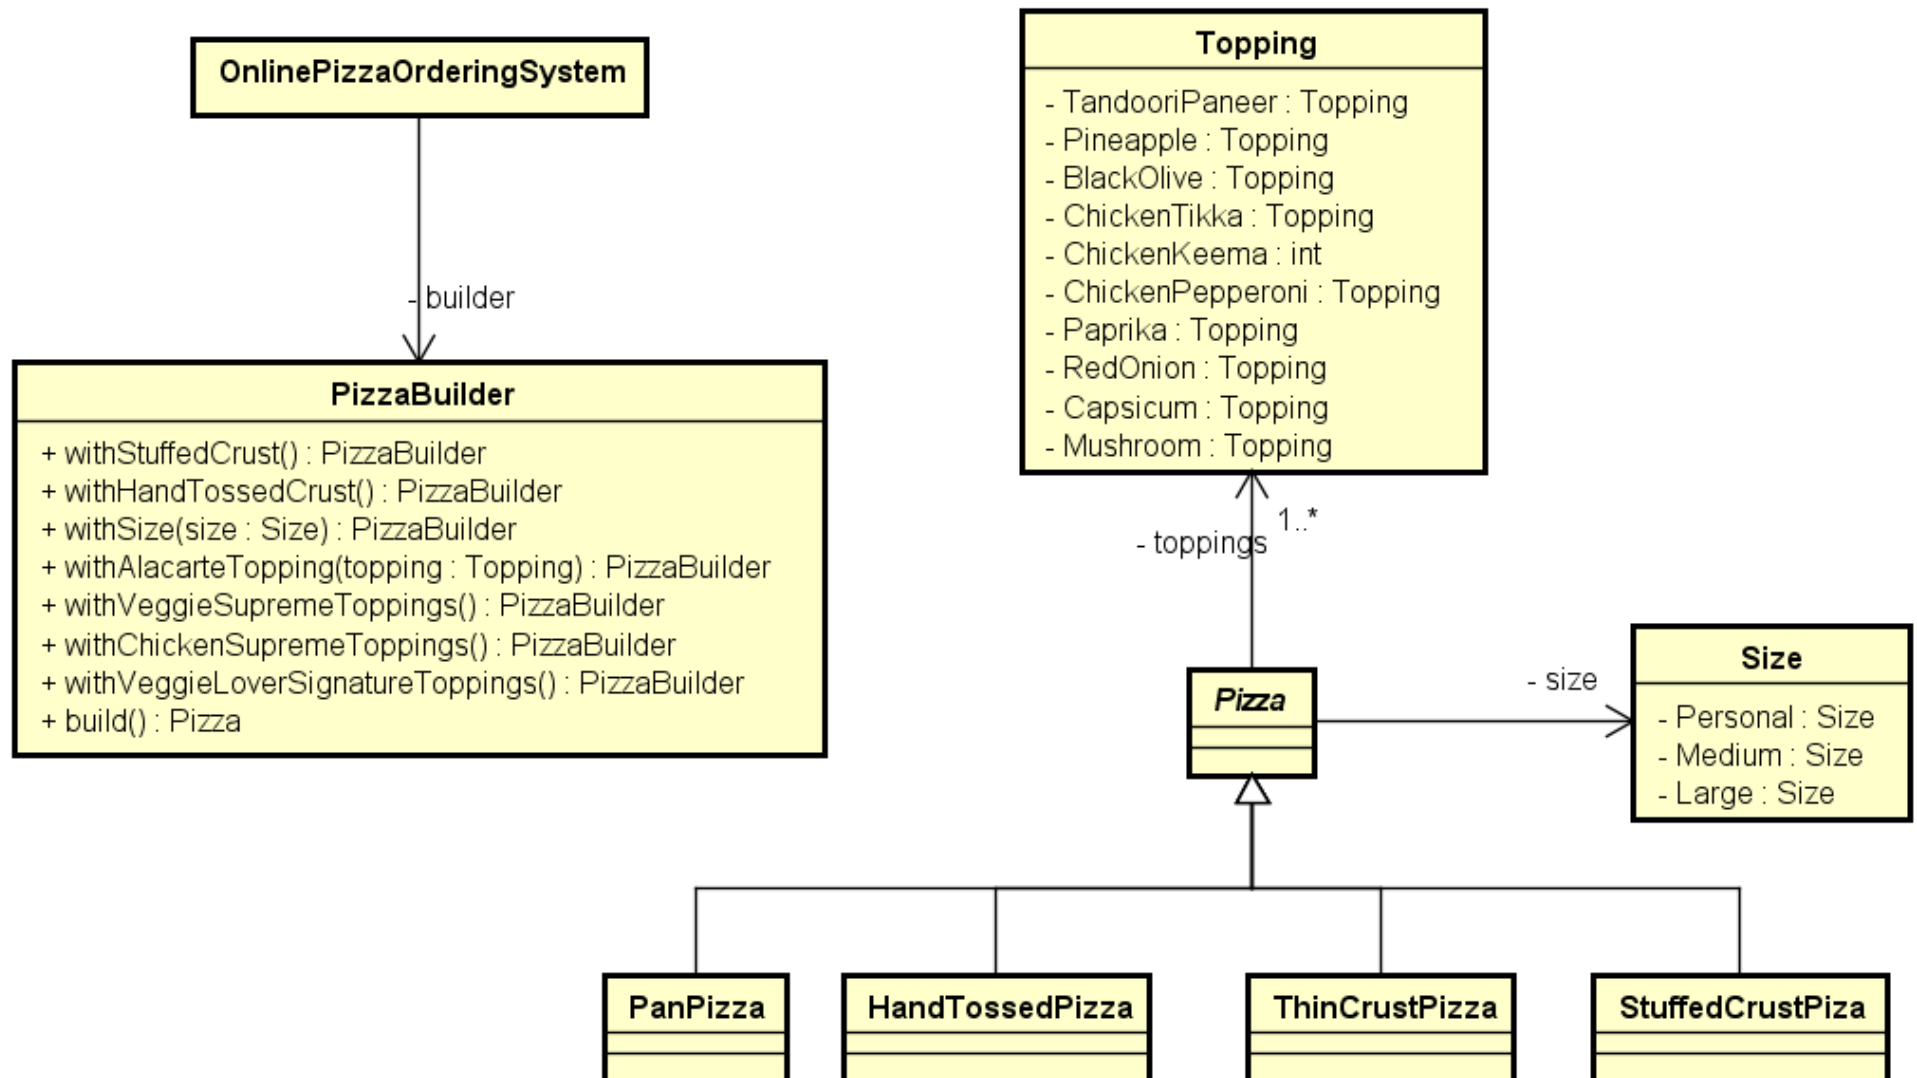 OnlinePizzaOrderingSystem
- builder
PizzaBuilder
+ withStuffedCrust() : PizzaBuilder
+ withHandTossedCrust() : PizzaBuilder
+ withSize(size : Size) : PizzaBuilder
+ withAlacarteTopping(topping : Topping) : PizzaBuilder
+ withVeggieSupremeToppings() : PizzaBuilder
+ withChickenSupremeToppings() : PizzaBuilder
+ withVeggieLoverSignatureToppings() : PizzaBuilder
+ build() : Pizza
Topping
- TandooriPaneer : Topping
- Pineapple : Topping
- BlackOlive : Topping
- ChickenTikka : Topping
- ChickenKeema : int
- ChickenPepperoni : Topping
- Paprika : Topping
- RedOnion : Topping
- Capsicum : Topping
- Mushroom : Topping
1..*
- toppings
Pizza
- size
Size
- Personal : Size
- Medium : Size
- Large : Size
PanPizza
HandTossedPizza
ThinCrustPizza
StuffedCrustPiza